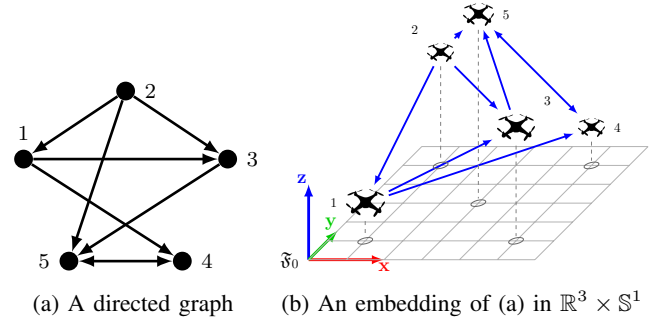 2
1
3
5
4
(a) A directed graph
5
2
3
4
1
z
y
x
𝔉₀
(b) An embedding of (a) in ℝ³ × 𝕊¹